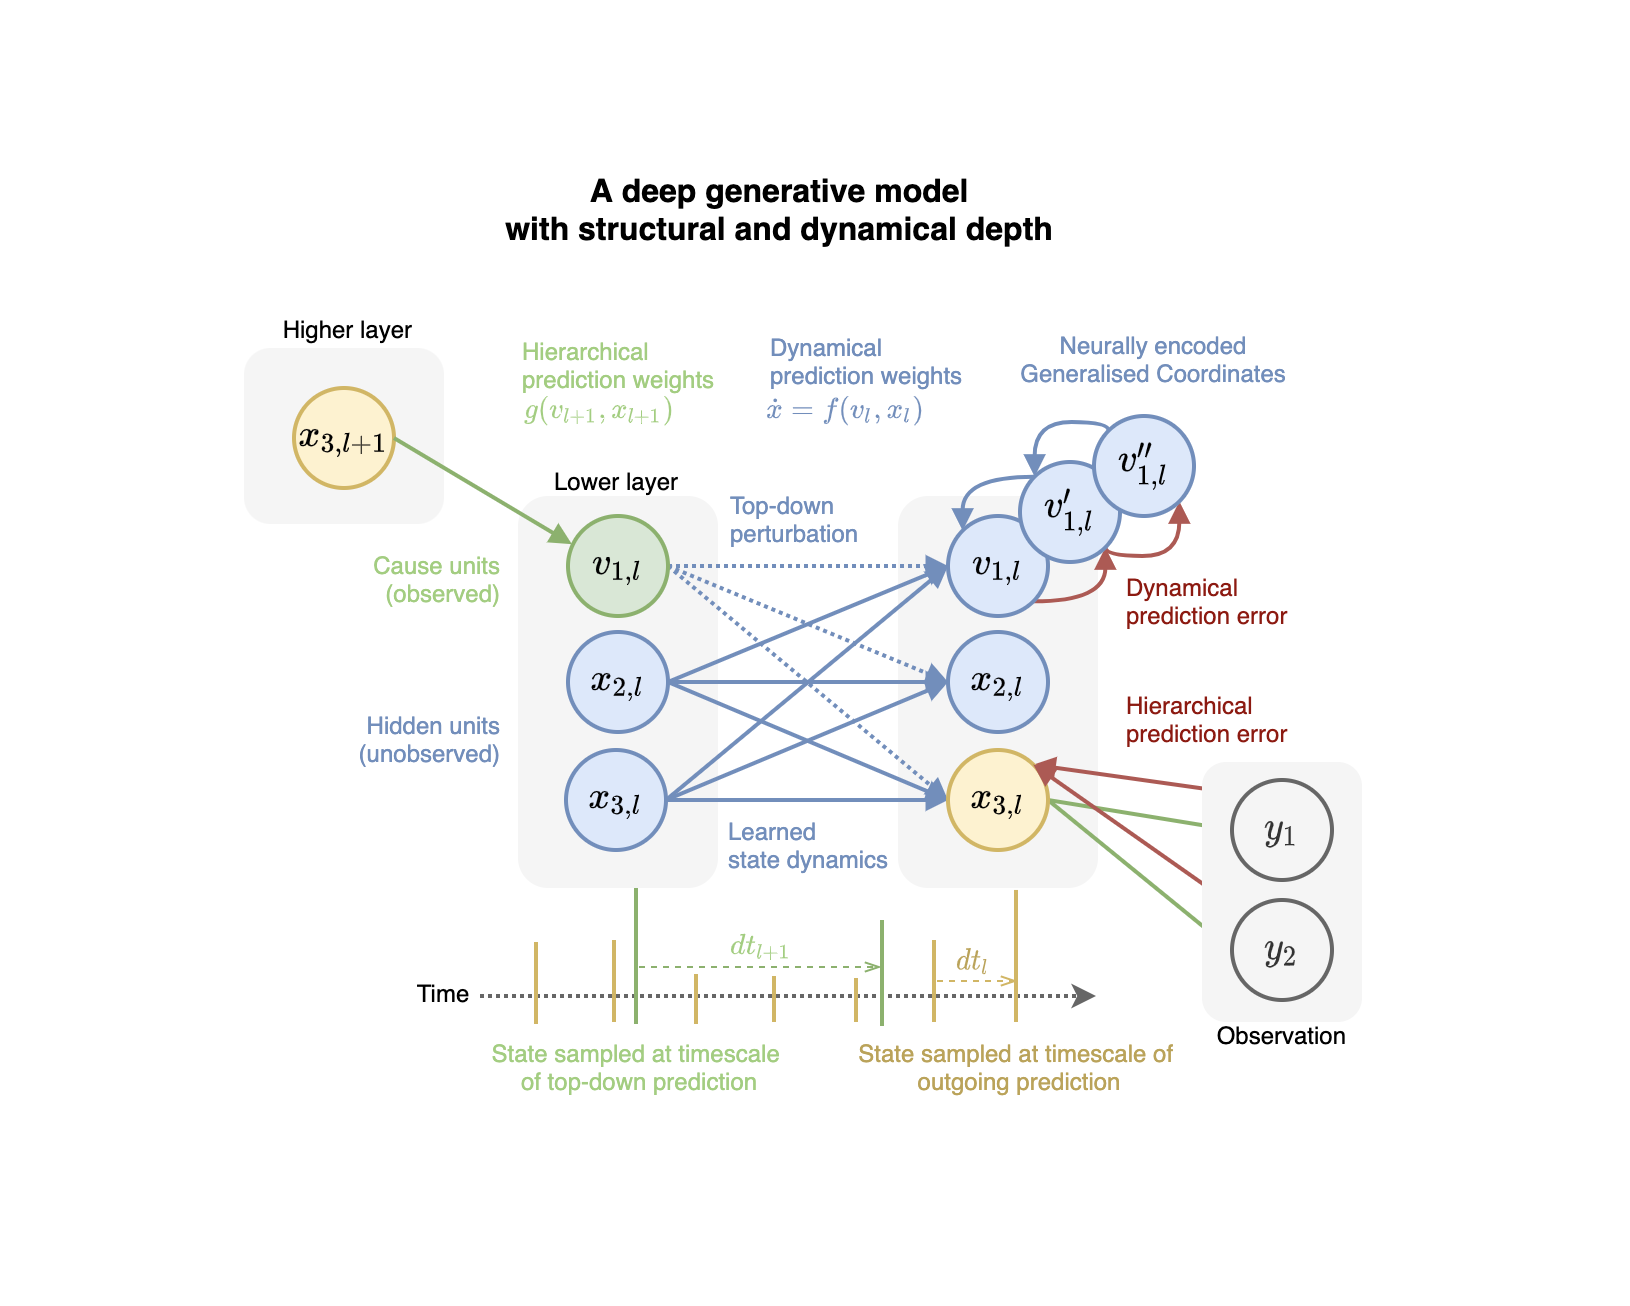 A deep generative model
with structural and dynamical depth
Higher layer
x_{3,l+1}
Hierarchical
prediction weights
g(v_{l+1}, x_{l+1})
Dynamical
prediction weights
ẋ = f(v_l, x_l)
Neurally encoded
Generalised Coordinates
Lower layer
v_{1,l}
x_{2,l}
x_{3,l}
Cause units
(observed)
Hidden units
(unobserved)
Top-down
perturbation
Learned
state dynamics
v_{1,l}
v′_{1,l}
v″_{1,l}
x_{2,l}
x_{3,l}
Dynamical
prediction error
Hierarchical
prediction error
y_1
y_2
Observation
Time
dt_{l+1}
dt_l
State sampled at timescale
of top-down prediction
State sampled at timescale of
outgoing prediction